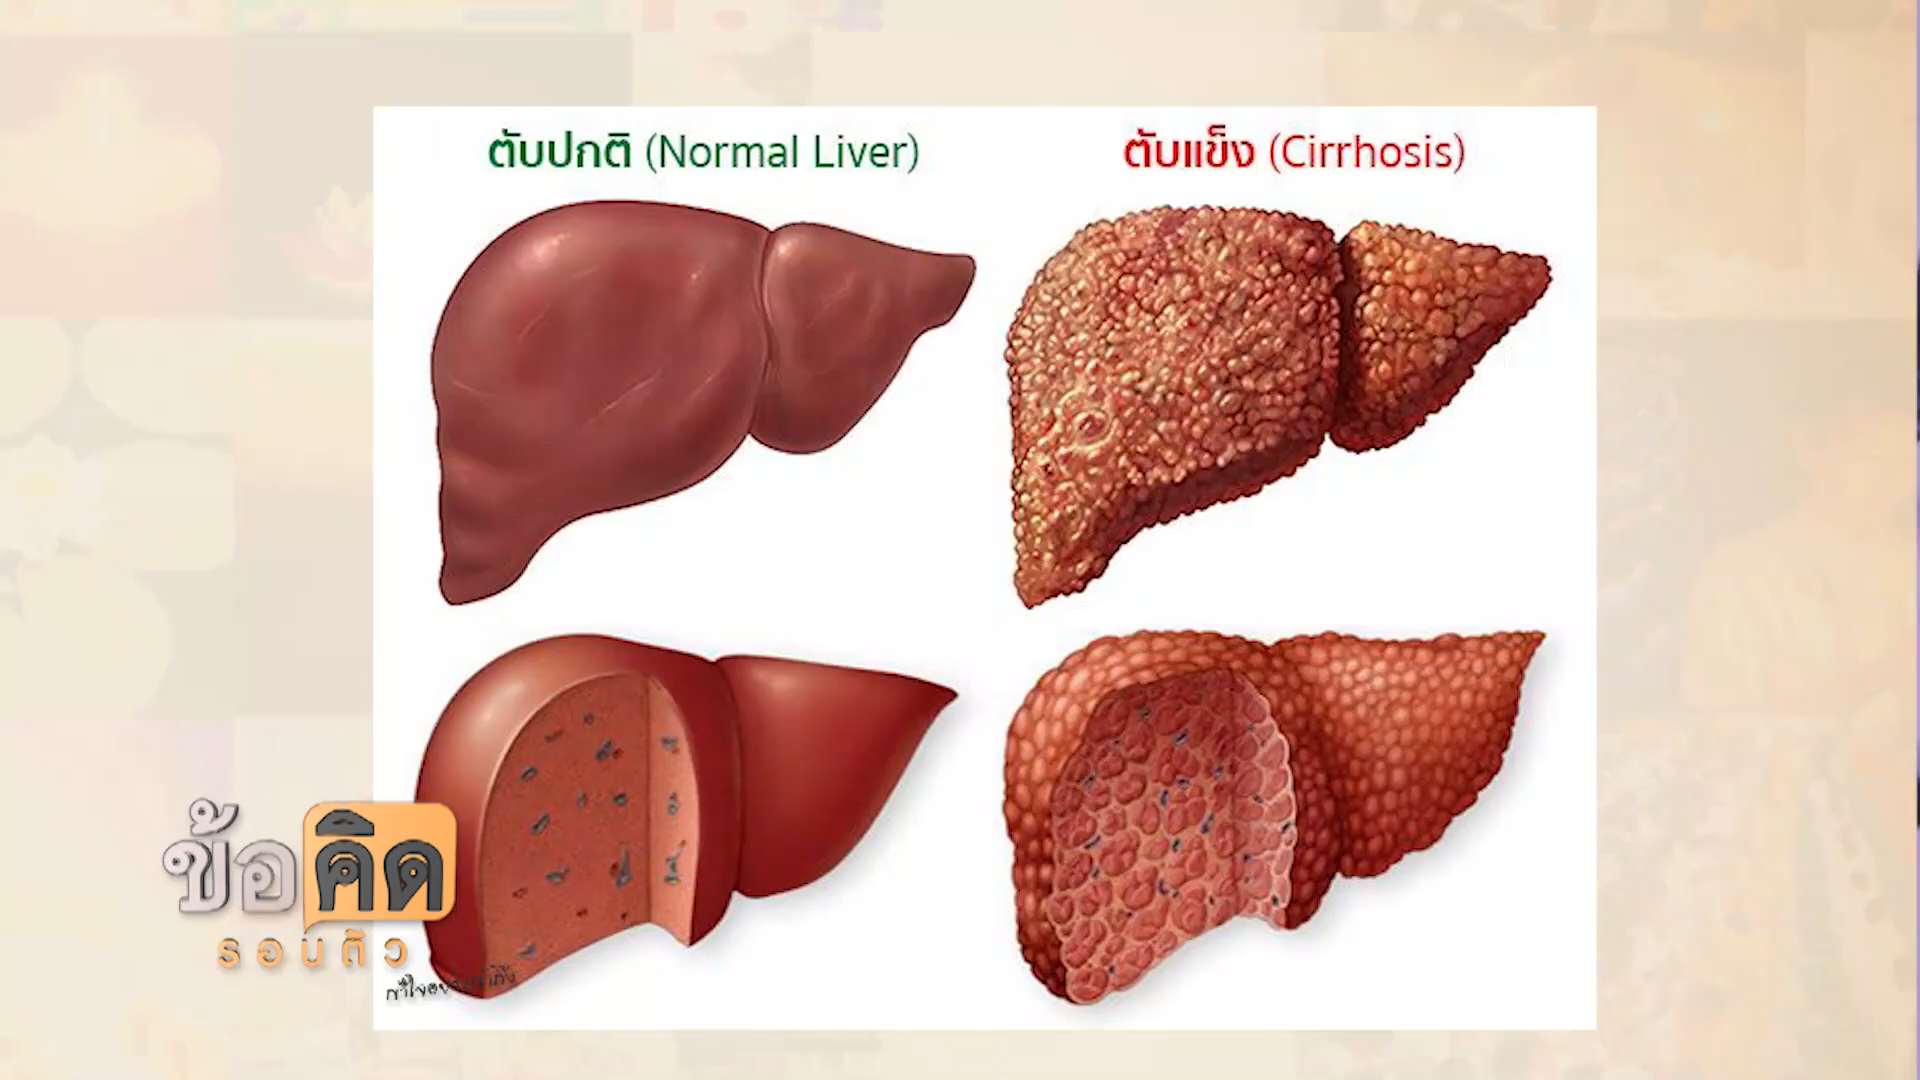 ตับปกติ (Normal Liver)
ตับแข็ง (Cirrhosis)
ข้อคิด
รอบตัว